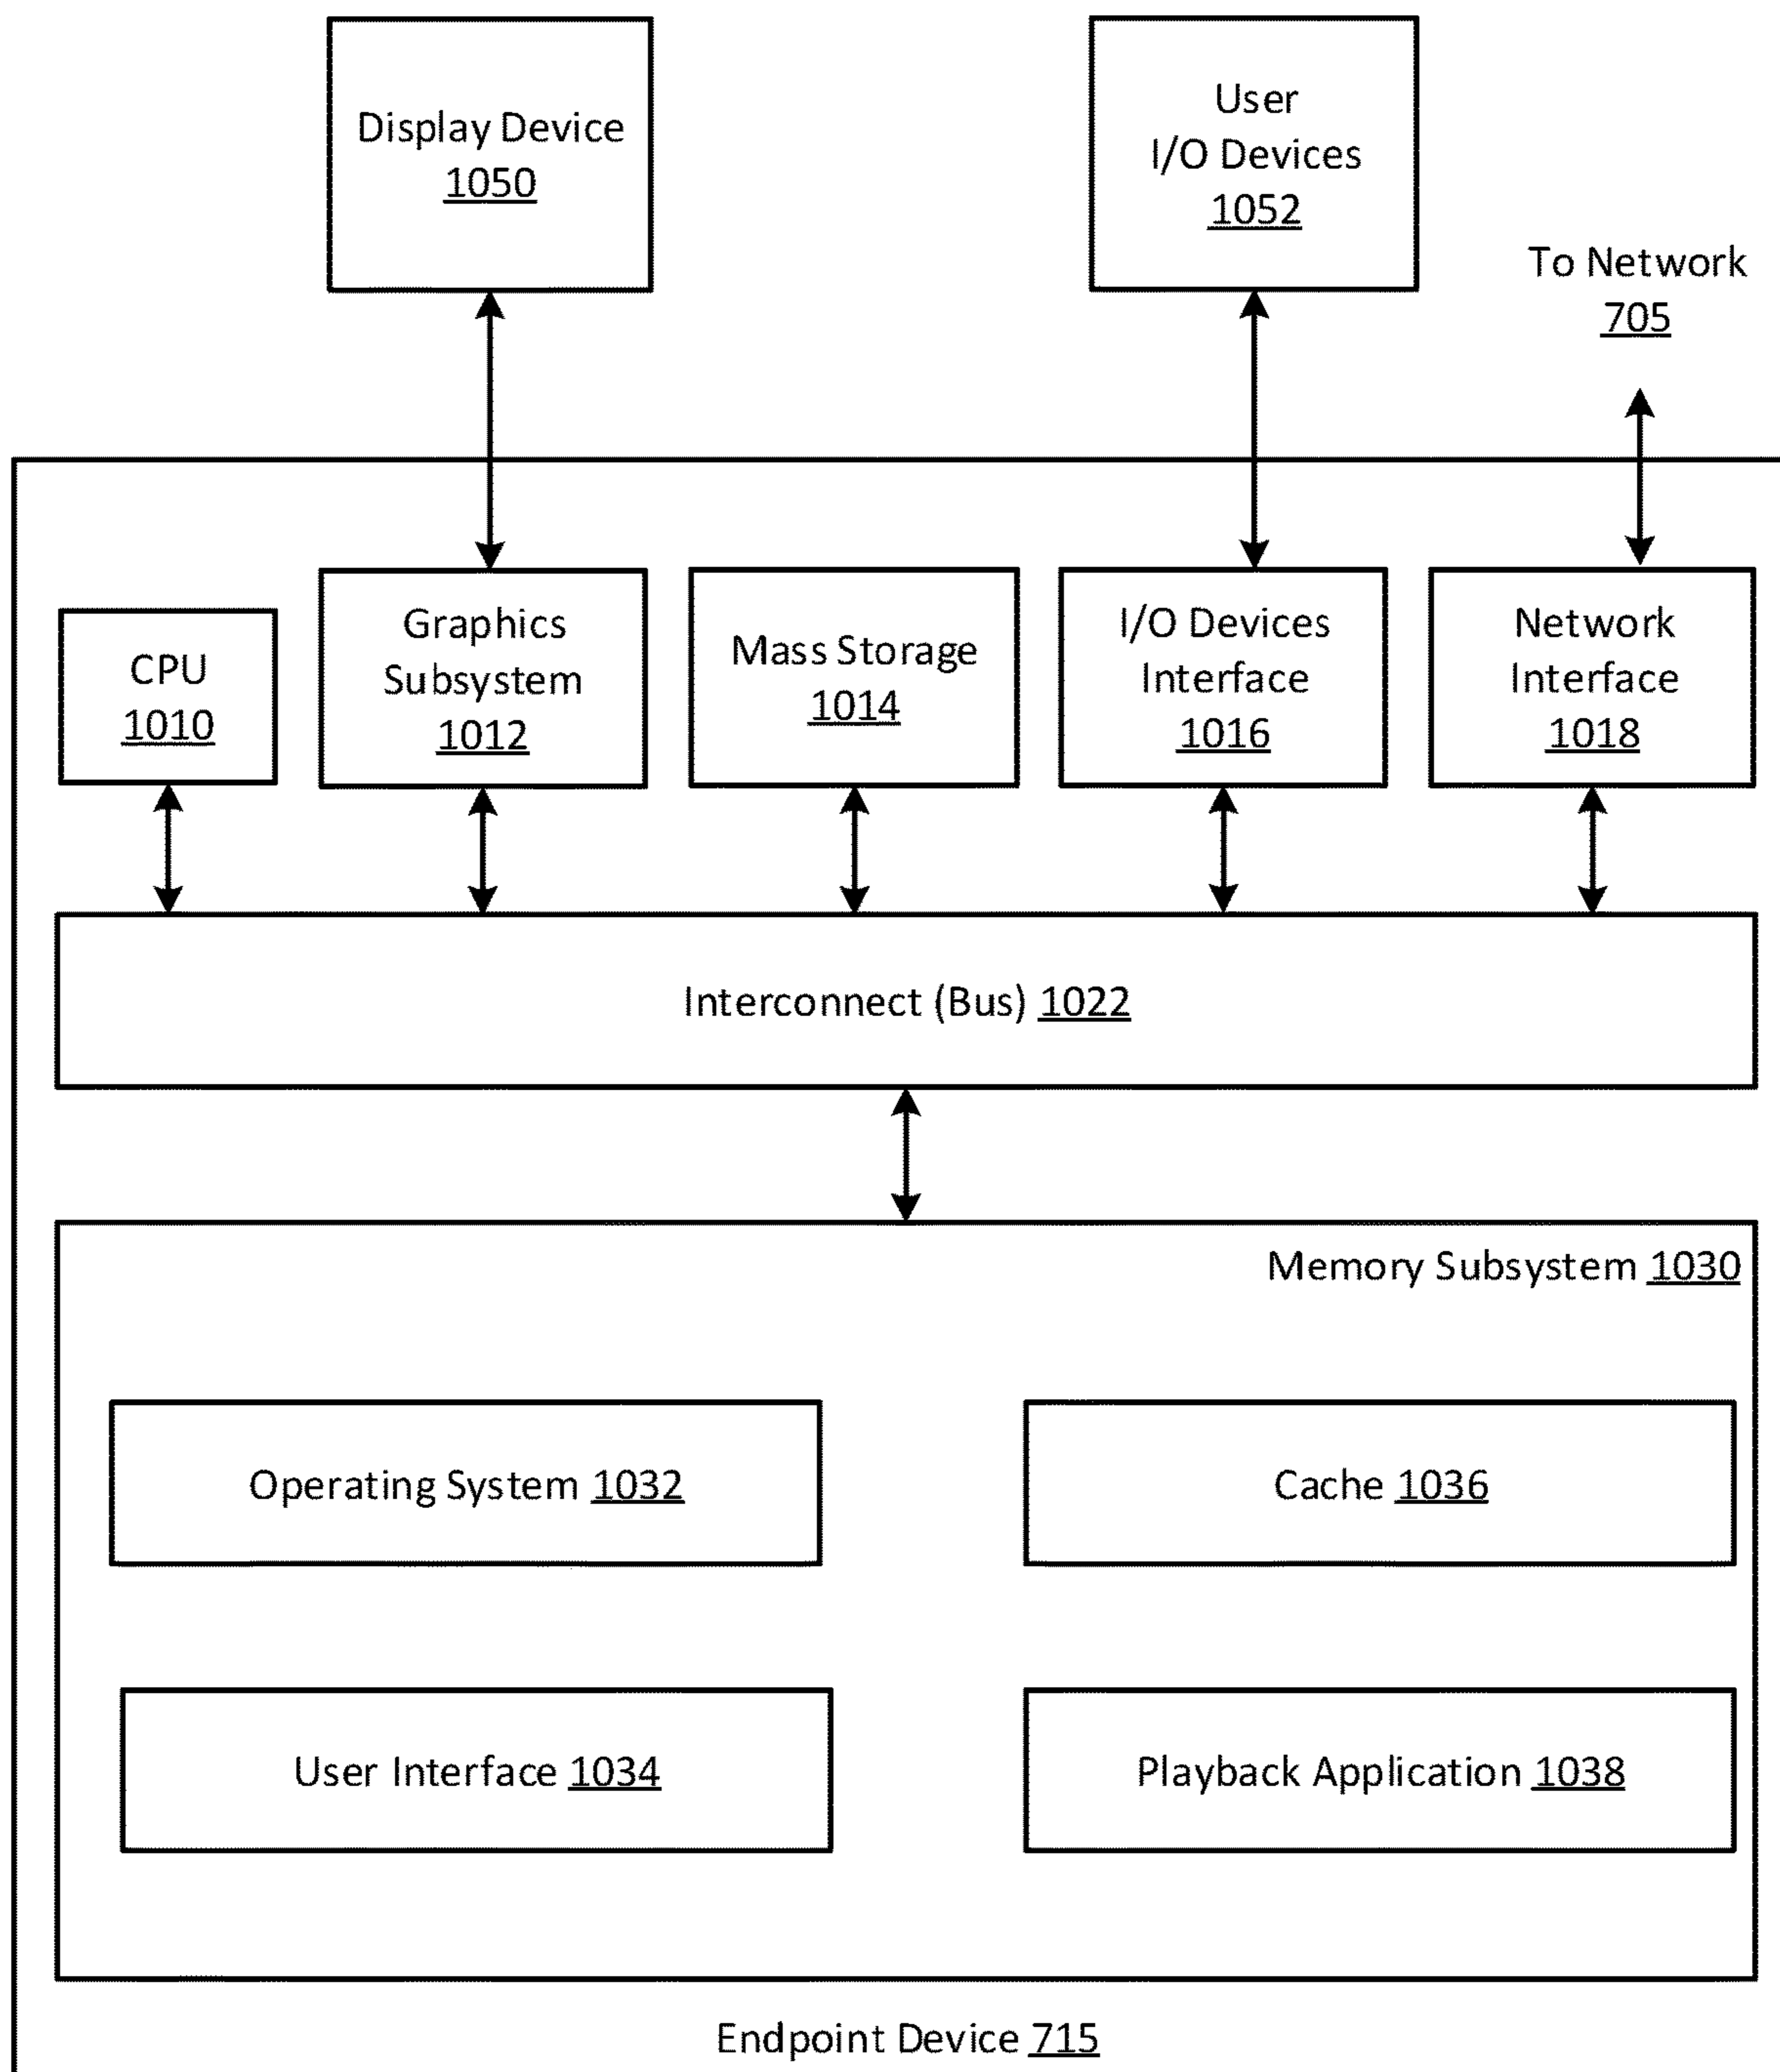 Display Device
1050
User
I/O Devices
1052
To Network
705
CPU
1010
Graphics
Subsystem
1012
Mass Storage
1014
I/O Devices
Interface
1016
Network
Interface
1018
Interconnect (Bus) 1022
Memory Subsystem 1030
Operating System 1032
Cache 1036
User Interface 1034
Playback Application 1038
Endpoint Device 715